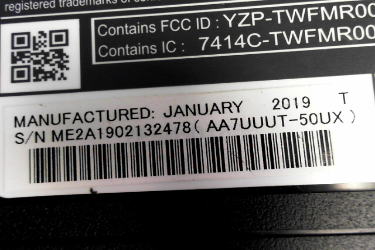 registered trademarks of
Contains FCC ID : YZP-TWFMR00
Contains IC : 7414C-TWFMR00
MANUFACTURED: JANUARY 2019 T
S/N ME2A1902132478( AA7UUUT-50UX )